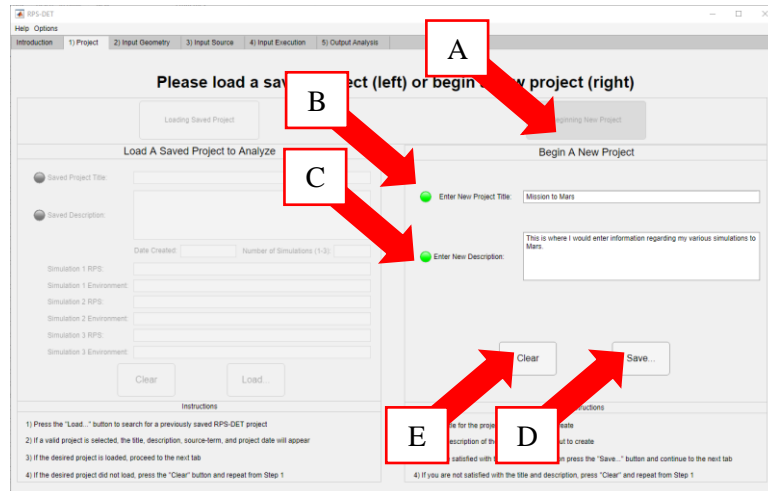 RPS-DET
Help Options
Introduction 1) Project 2) Input Geometry 3) Input Source 4) Input Execution 5) Output Analysis
A
Please load a sav ect (left) or begin a new project (right)
B
Loading Saved Project
Beginning New Project
Load A Saved Project to Analyze
Begin A New Project
C
Saved Project Title:
Enter New Project Title: Mission to Mars
Saved Description:
This is where I would enter information regarding my various simulations to
Mars.
Enter New Description:
Date Created: Number of Simulations (1-3)
Simulation 1 RPS:
Simulation 1 Environment:
Simulation 2 RPS:
Simulation 2 Environment:
Simulation 3 RPS:
Simulation 3 Environment:
Clear Load...
Clear Save...
Instructions
E
D
1) Press the "Load..." button to search for a previously saved RPS-DET project
2) If a valid project is selected, the title, description, source-term, and project date will appear
3) If the desired project is loaded, proceed to the next tab
4) If the desired project did not load, press the "Clear" button and repeat from Step 1
ructions
for the proje eate
escription of the ut to create
satisfied with t n press the "Save..." button and continue to the next tab
4) If you are not satisfied with the title and description, press "Clear" and repeat from Step 1